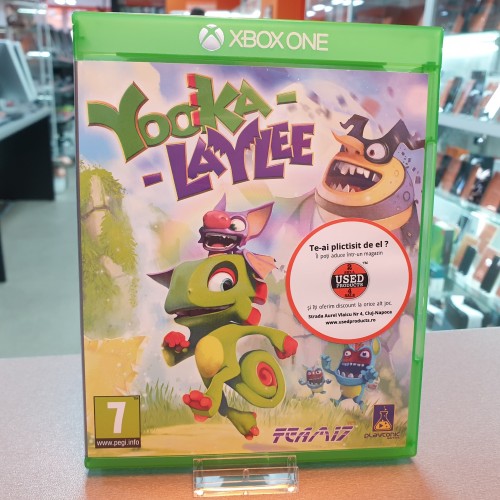 XBOX ONE
YOOKA-
-LAYLEE
Te-ai plictisit de el ?
Îl poți aduce într-un magazin
USED
PRODUCTS
și îți oferim discount la orice alt joc.
Strada Aurel Vlaicu Nr 4, Cluj-Napoca
www.usedproducts.ro
7
www.pegi.info
TEAM17
playtonic